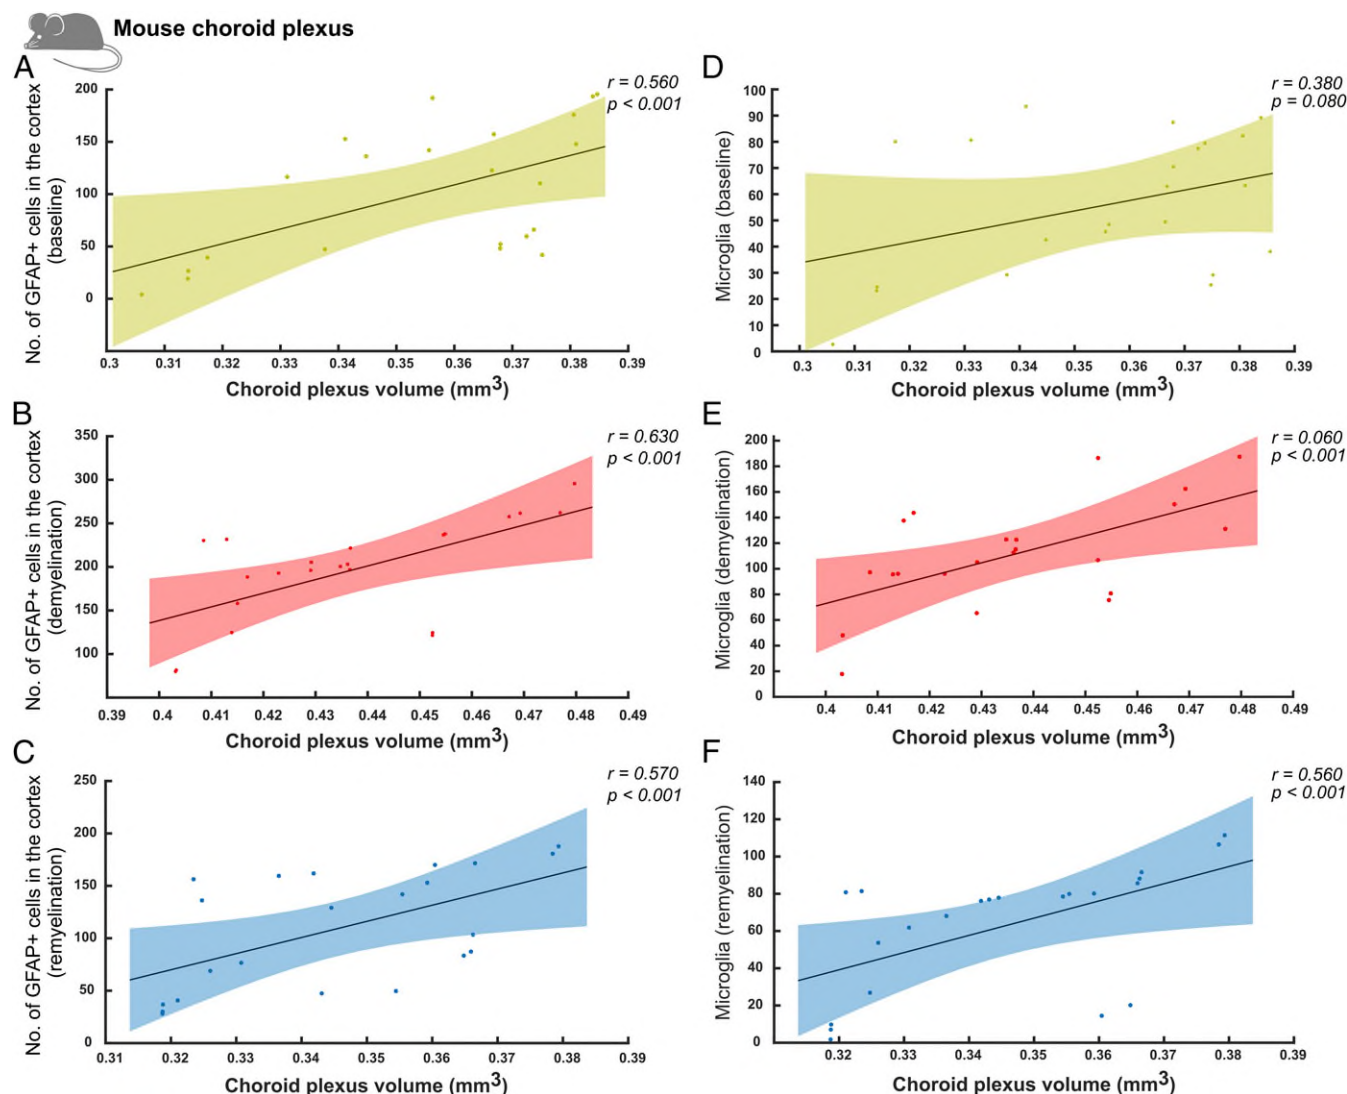 Mouse choroid plexus
A
r = 0.560
p < 0.001
No. of GFAP+ cells in the cortex
(baseline)
200
150
100
50
0
0.3 0.31 0.32 0.33 0.34 0.35 0.36 0.37 0.38 0.39
Choroid plexus volume (mm³)
D
r = 0.380
p = 0.080
Microglia (baseline)
100
90
80
70
60
50
40
30
20
10
0
0.3 0.31 0.32 0.33 0.34 0.35 0.36 0.37 0.38 0.39
Choroid plexus volume (mm³)
B
r = 0.630
p < 0.001
No. of GFAP+ cells in the cortex
(demyelination)
350
300
250
200
150
100
0.39 0.4 0.41 0.42 0.43 0.44 0.45 0.46 0.47 0.48 0.49
Choroid plexus volume (mm³)
E
r = 0.060
p < 0.001
Microglia (demyelination)
200
180
160
140
120
100
80
60
40
20
0
0.4 0.41 0.42 0.43 0.44 0.45 0.46 0.47 0.48 0.49
Choroid plexus volume (mm³)
C
r = 0.570
p < 0.001
No. of GFAP+ cells in the cortex
(remyelination)
250
200
150
100
50
0
0.31 0.32 0.33 0.34 0.35 0.36 0.37 0.38 0.39
Choroid plexus volume (mm³)
F
r = 0.560
p < 0.001
Microglia (remyelination)
140
120
100
80
60
40
20
0
0.32 0.33 0.34 0.35 0.36 0.37 0.38 0.39
Choroid plexus volume (mm³)